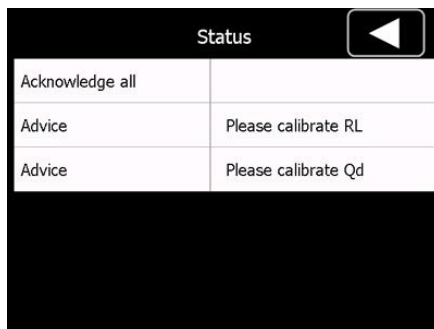 Status
Acknowledge all
Advice Please calibrate RL
Advice Please calibrate Qd